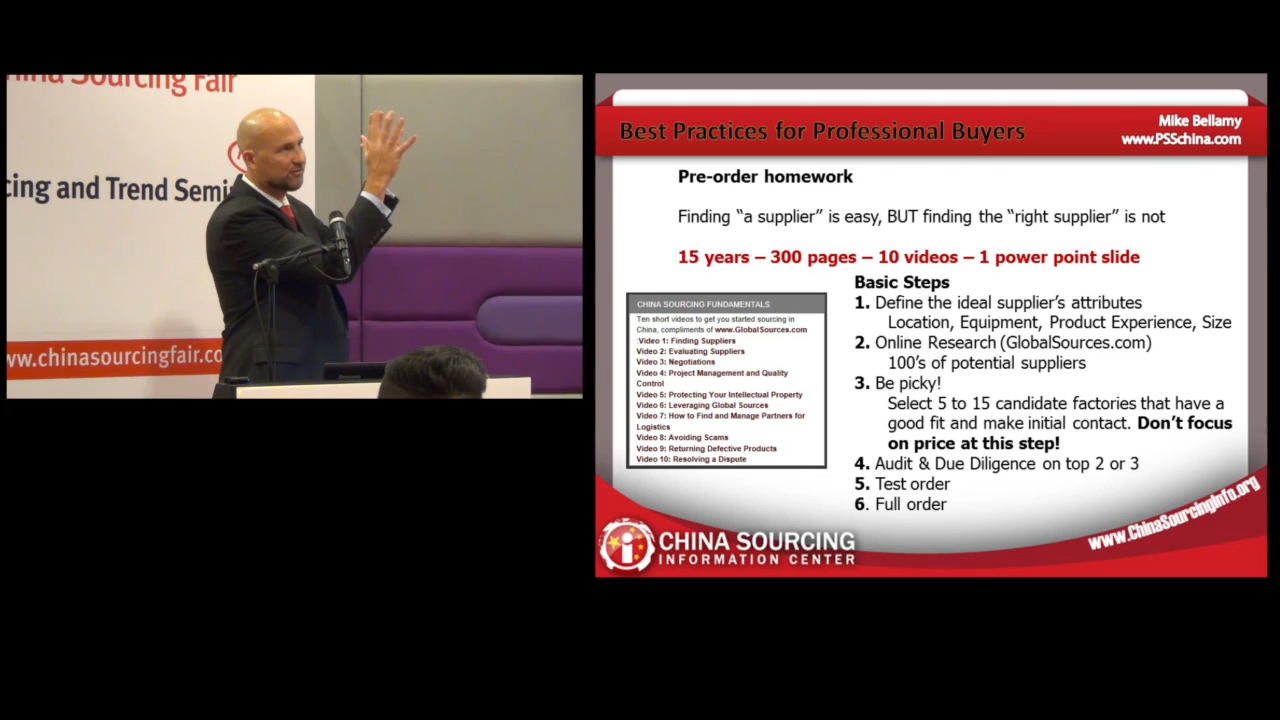 China Sourcing Fair
cing and Trend Semi
www.chinasourcingfair.co
Best Practices for Professional Buyers
Mike Bellamy
www.PSSchina.com
Pre-order homework
Finding “a supplier” is easy, BUT finding the “right supplier” is not
15 years – 300 pages – 10 videos – 1 power point slide
CHINA SOURCING FUNDAMENTALS
Ten short videos to get you started sourcing in
China, compliments of www.GlobalSources.com
Video 1: Finding Suppliers
Video 2: Evaluating Suppliers
Video 3: Negotiations
Video 4: Project Management and Quality
Control
Video 5: Protecting Your Intellectual Property
Video 6: Leveraging Global Sources
Video 7: How to Find and Manage Partners for
Logistics
Video 8: Avoiding Scams
Video 9: Returning Defective Products
Video 10: Resolving a Dispute
Basic Steps
1. Define the ideal supplier’s attributes
Location, Equipment, Product Experience, Size
2. Online Research (GlobalSources.com)
100’s of potential suppliers
3. Be picky!
Select 5 to 15 candidate factories that have a
good fit and make initial contact. Don’t focus
on price at this step!
4. Audit & Due Diligence on top 2 or 3
5. Test order
6. Full order
CHINA SOURCING
INFORMATION CENTER
www.ChinaSourcingInfo.org